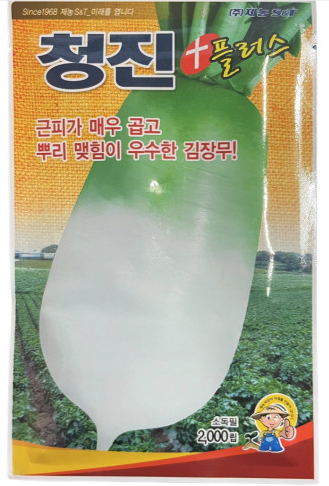 Since1968 제농S&T_미래를 엽니다
(주)제농 S&T
청진+플러스
근피가 매우 곱고
뿌리 맺힘이 우수한 김장무!
소독필
2,000립